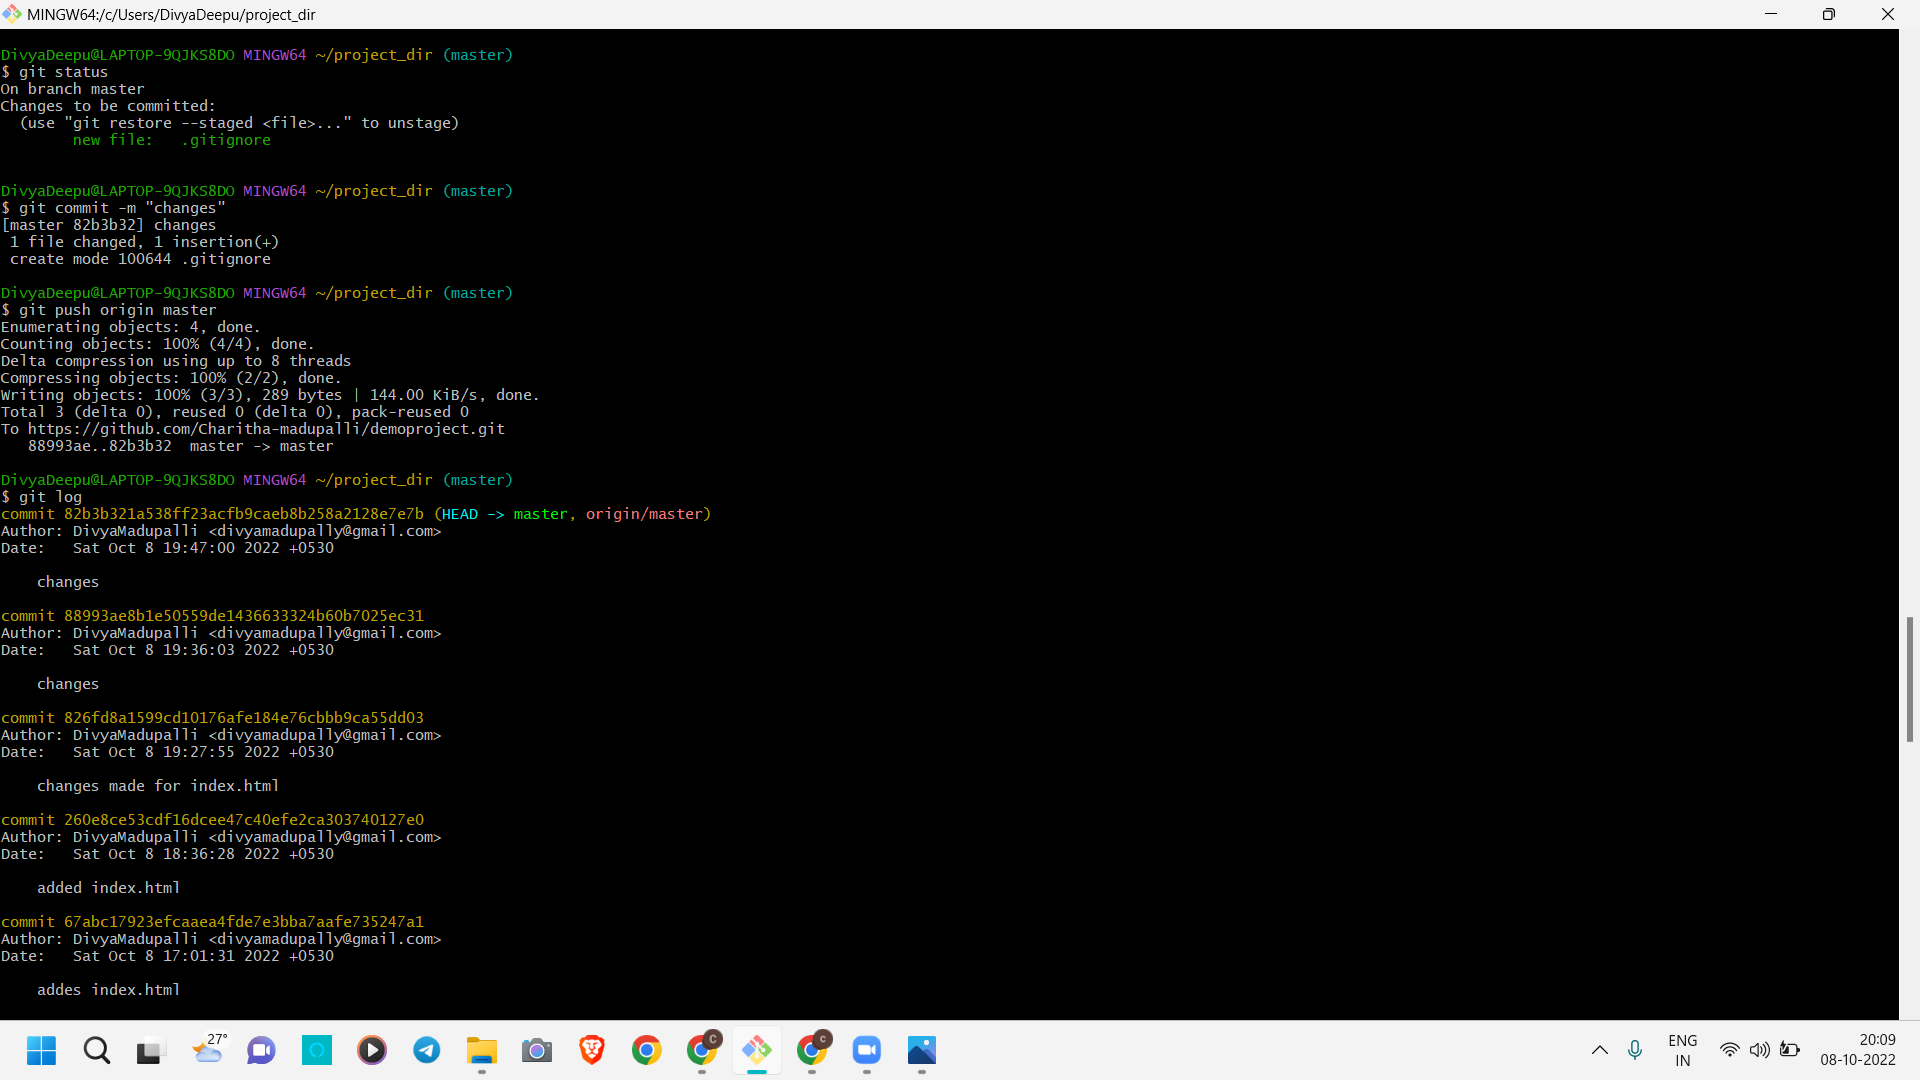 MINGW64:/c/Users/DivyaDeepu/project_dir
DivyaDeepu@LAPTOP-9QJKS8DO MINGW64 ~/project_dir (master)
$ git status
On branch master
Changes to be committed:
  (use "git restore --staged <file>..." to unstage)
        new file:   .gitignore
DivyaDeepu@LAPTOP-9QJKS8DO MINGW64 ~/project_dir (master)
$ git commit -m "changes"
[master 82b3b32] changes
 1 file changed, 1 insertion(+)
 create mode 100644 .gitignore
DivyaDeepu@LAPTOP-9QJKS8DO MINGW64 ~/project_dir (master)
$ git push origin master
Enumerating objects: 4, done.
Counting objects: 100% (4/4), done.
Delta compression using up to 8 threads
Compressing objects: 100% (2/2), done.
Writing objects: 100% (3/3), 289 bytes | 144.00 KiB/s, done.
Total 3 (delta 0), reused 0 (delta 0), pack-reused 0
To https://github.com/Charitha-madupalli/demoproject.git
   88993ae..82b3b32  master -> master
DivyaDeepu@LAPTOP-9QJKS8DO MINGW64 ~/project_dir (master)
$ git log
commit 82b3b321a538ff23acfb9caeb8b258a2128e7e7b (HEAD -> master, origin/master)
Author: DivyaMadupalli <divyamadupally@gmail.com>
Date:   Sat Oct 8 19:47:00 2022 +0530
    changes
commit 88993ae8b1e50559de1436633324b60b7025ec31
Author: DivyaMadupalli <divyamadupally@gmail.com>
Date:   Sat Oct 8 19:36:03 2022 +0530
    changes
commit 826fd8a1599cd10176afe184e76cbbb9ca55dd03
Author: DivyaMadupalli <divyamadupally@gmail.com>
Date:   Sat Oct 8 19:27:55 2022 +0530
    changes made for index.html
commit 260e8ce53cdf16dcee47c40efe2ca303740127e0
Author: DivyaMadupalli <divyamadupally@gmail.com>
Date:   Sat Oct 8 18:36:28 2022 +0530
    added index.html
commit 67abc17923efcaaea4fde7e3bba7aafe735247a1
Author: DivyaMadupalli <divyamadupally@gmail.com>
Date:   Sat Oct 8 17:01:31 2022 +0530
    addes index.html
27°
C
C
ENG
IN
20:09
08-10-2022